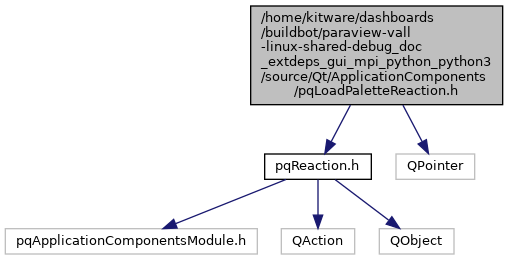 /home/kitware/dashboards
/buildbot/paraview-vall
-linux-shared-debug_doc
_extdeps_gui_mpi_python_python3
/source/Qt/ApplicationComponents
/pqLoadPaletteReaction.h
pqReaction.h
QPointer
pqApplicationComponentsModule.h
QAction
QObject